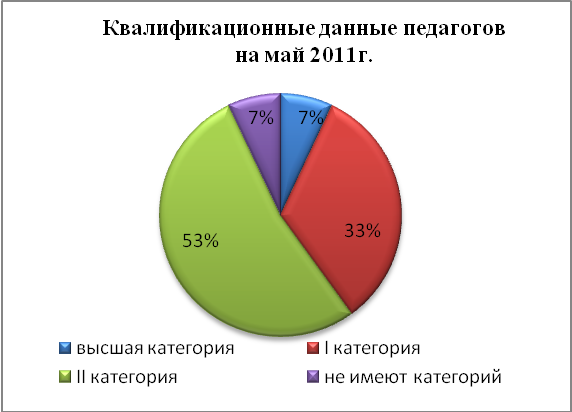 Квалификационные данные педагогов
на май 2011г.
7%
7%
33%
53%
высшая категория
I категория
II категория
не имеют категорий